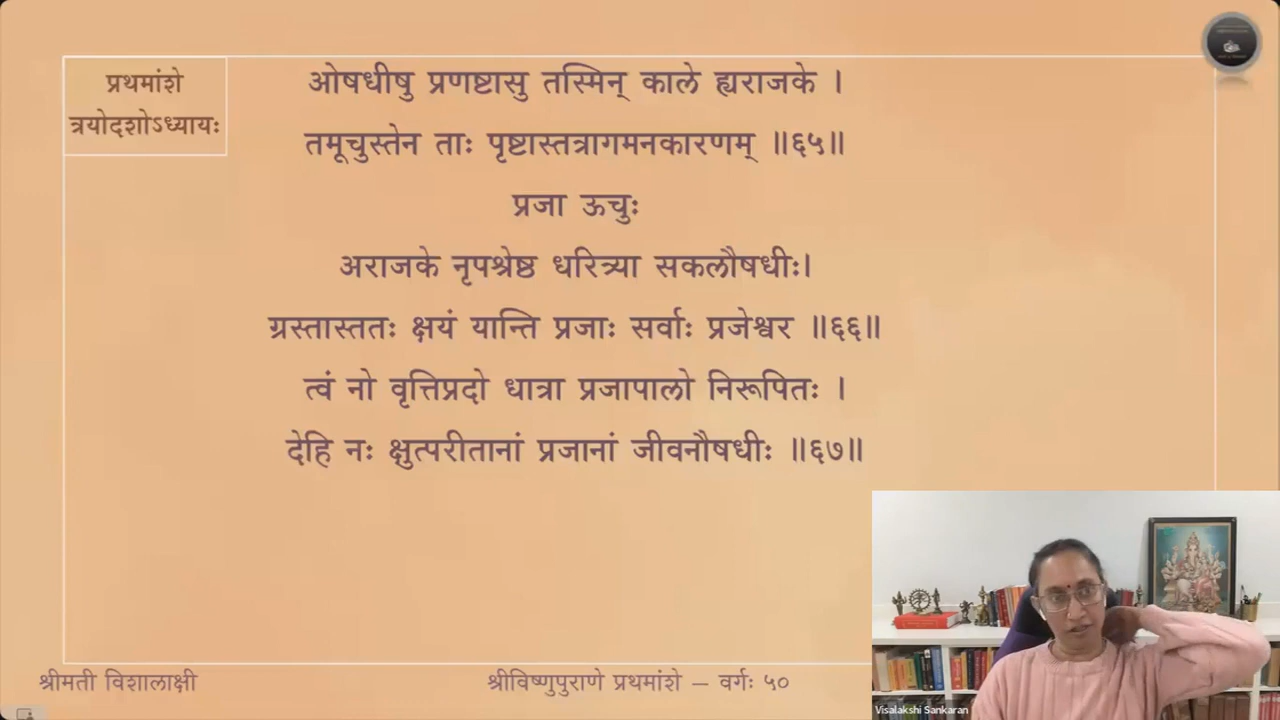 प्रथमांशे
त्रयोदशोऽध्यायः
ओषधीषु प्रणष्टासु तस्मिन् काले ह्यराजके ।
तमूचुस्तेन ताः पृष्टास्तत्रागमनकारणम् ॥६५॥
प्रजा ऊचुः
अराजके नृपश्रेष्ठ धरित्र्या सकलौषधीः।
ग्रस्तास्ततः क्षयं यान्ति प्रजाः सर्वाः प्रजेश्वर ॥६६॥
त्वं नो वृत्तिप्रदो धात्रा प्रजापालो निरूपितः ।
देहि नः क्षुत्परीतानां प्रजानां जीवनौषधीः ॥६७॥
श्रीमती विशालाक्षी
श्रीविष्णुपुराणे प्रथमांशे – वर्गः ५०
Visalakshi Sankaran